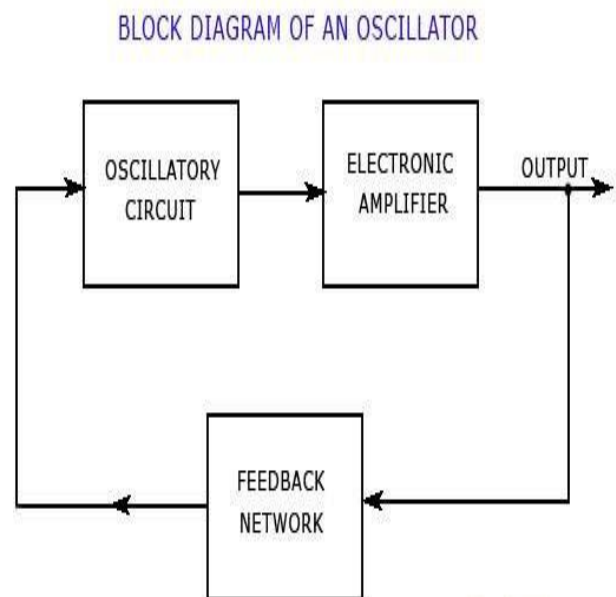 BLOCK DIAGRAM OF AN OSCILLATOR
OSCILLATORY
CIRCUIT
ELECTRONIC
AMPLIFIER
OUTPUT
FEEDBACK
NETWORK